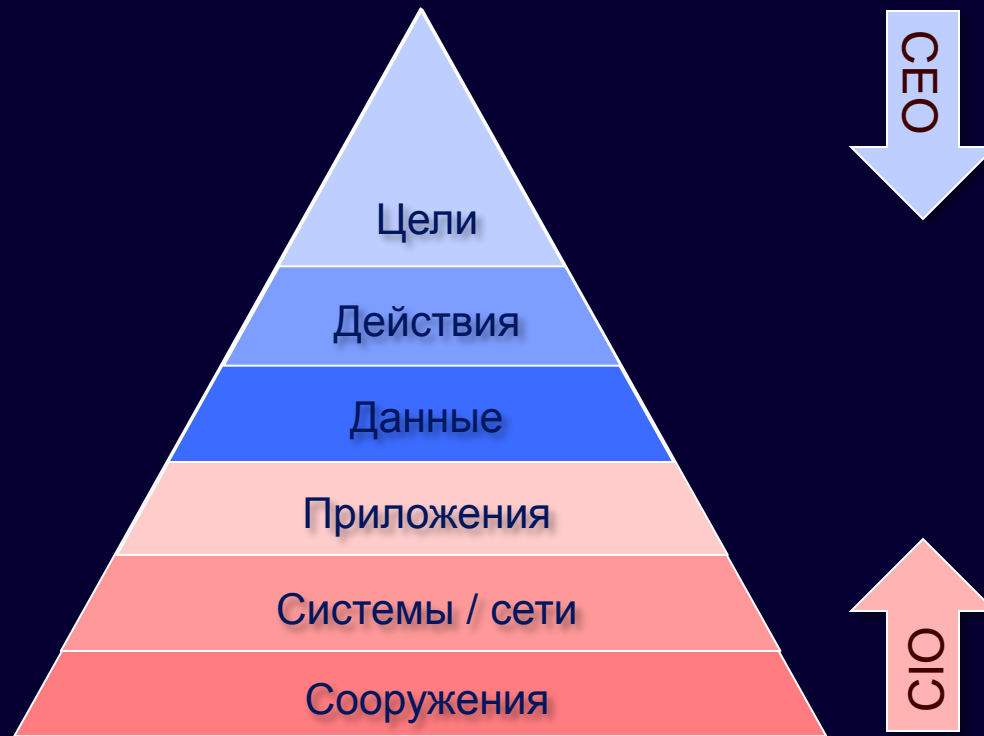 CEO
Цели
Действия
Данные
Приложения
Системы / сети
Сооружения
CIO